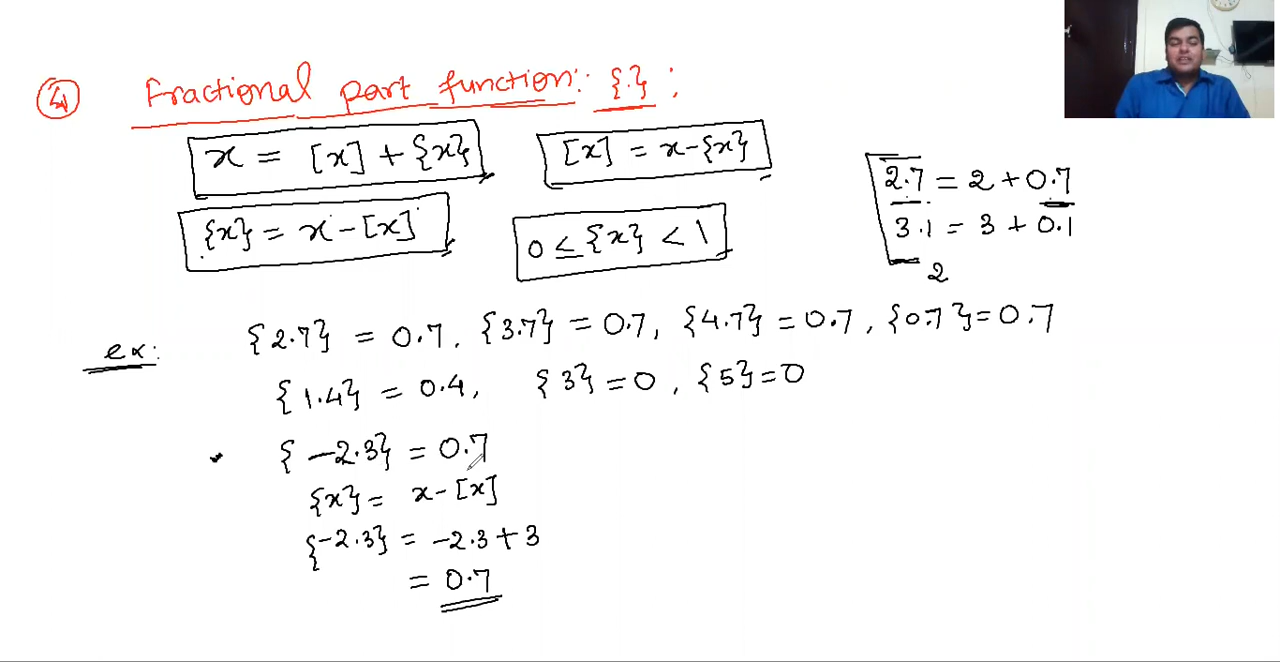 4 Fractional part function: {.} :
x = [x] + {x} [x] = x-{x}
{x} = x - [x] 0 ≤ {x} < 1
2.7 = 2 + 0.7
3.1 = 3 + 0.1
2
ex: {2.7} = 0.7, {3.7} = 0.7, {4.7} = 0.7, {0.7} = 0.7
{1.4} = 0.4, {3} = 0, {5} = 0
{-2.3} = 0.7
{x} = x - [x]
{-2.3} = -2.3 + 3
= 0.7